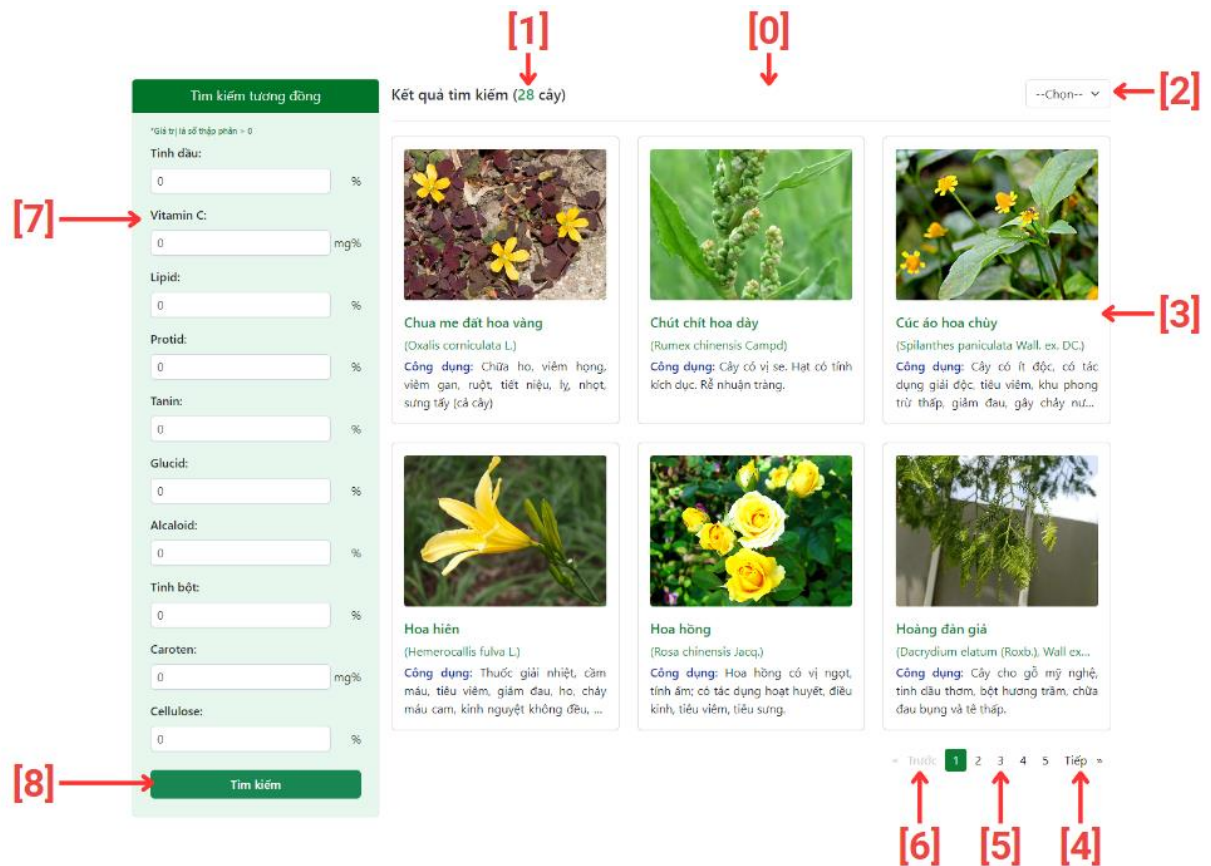 [1]
[0]
Tìm kiếm tương đồng
Kết quả tìm kiếm (28 cây)
--Chọn--
[2]
*Giá trị là số thập phân > 0
Tinh dầu:
0 %
[7]
Vitamin C:
0 mg%
Lipid:
0 %
Protid:
0 %
Tanin:
0 %
Glucid:
0 %
Alcaloid:
0 %
Tinh bột:
0 %
Caroten:
0 mg%
Cellulose:
0 %
[8]
Tìm kiếm
Chua me đất hoa vàng
(Oxalis corniculata L.)
Công dụng: Chữa ho, viêm họng,
viêm gan, ruột, tiết niệu, lỵ, nhọt,
sưng tấy (cả cây)
Chút chít hoa dày
(Rumex chinensis Campd)
Công dụng: Cây có vị se. Hạt có tính
kích dục. Rễ nhuận tràng.
[3]
Cúc áo hoa chùy
(Spilanthes paniculata Wall. ex. DC.)
Công dụng: Cây có ít độc, có tác
dụng giải độc, tiêu viêm, khu phong
trừ thấp, giảm đau, gây chảy nư...
Hoa hiên
(Hemerocallis fulva L.)
Công dụng: Thuốc giải nhiệt, cầm
máu, tiêu viêm, giảm đau, ho, chảy
máu cam, kinh nguyệt không đều, ...
Hoa hồng
(Rosa chinensis Jacq.)
Công dụng: Hoa hồng có vị ngọt,
tính ấm; có tác dụng hoạt huyết, điều
kinh, tiêu viêm, tiêu sưng.
Hoàng đàn giả
(Dacrydium elatum (Roxb.), Wall ex...
Công dụng: Cây cho gỗ mỹ nghệ,
tinh dầu thơm, bột hương trầm, chữa
đau bụng và tê thấp.
« Trước 1 2 3 4 5 Tiếp »
[6]
[5]
[4]